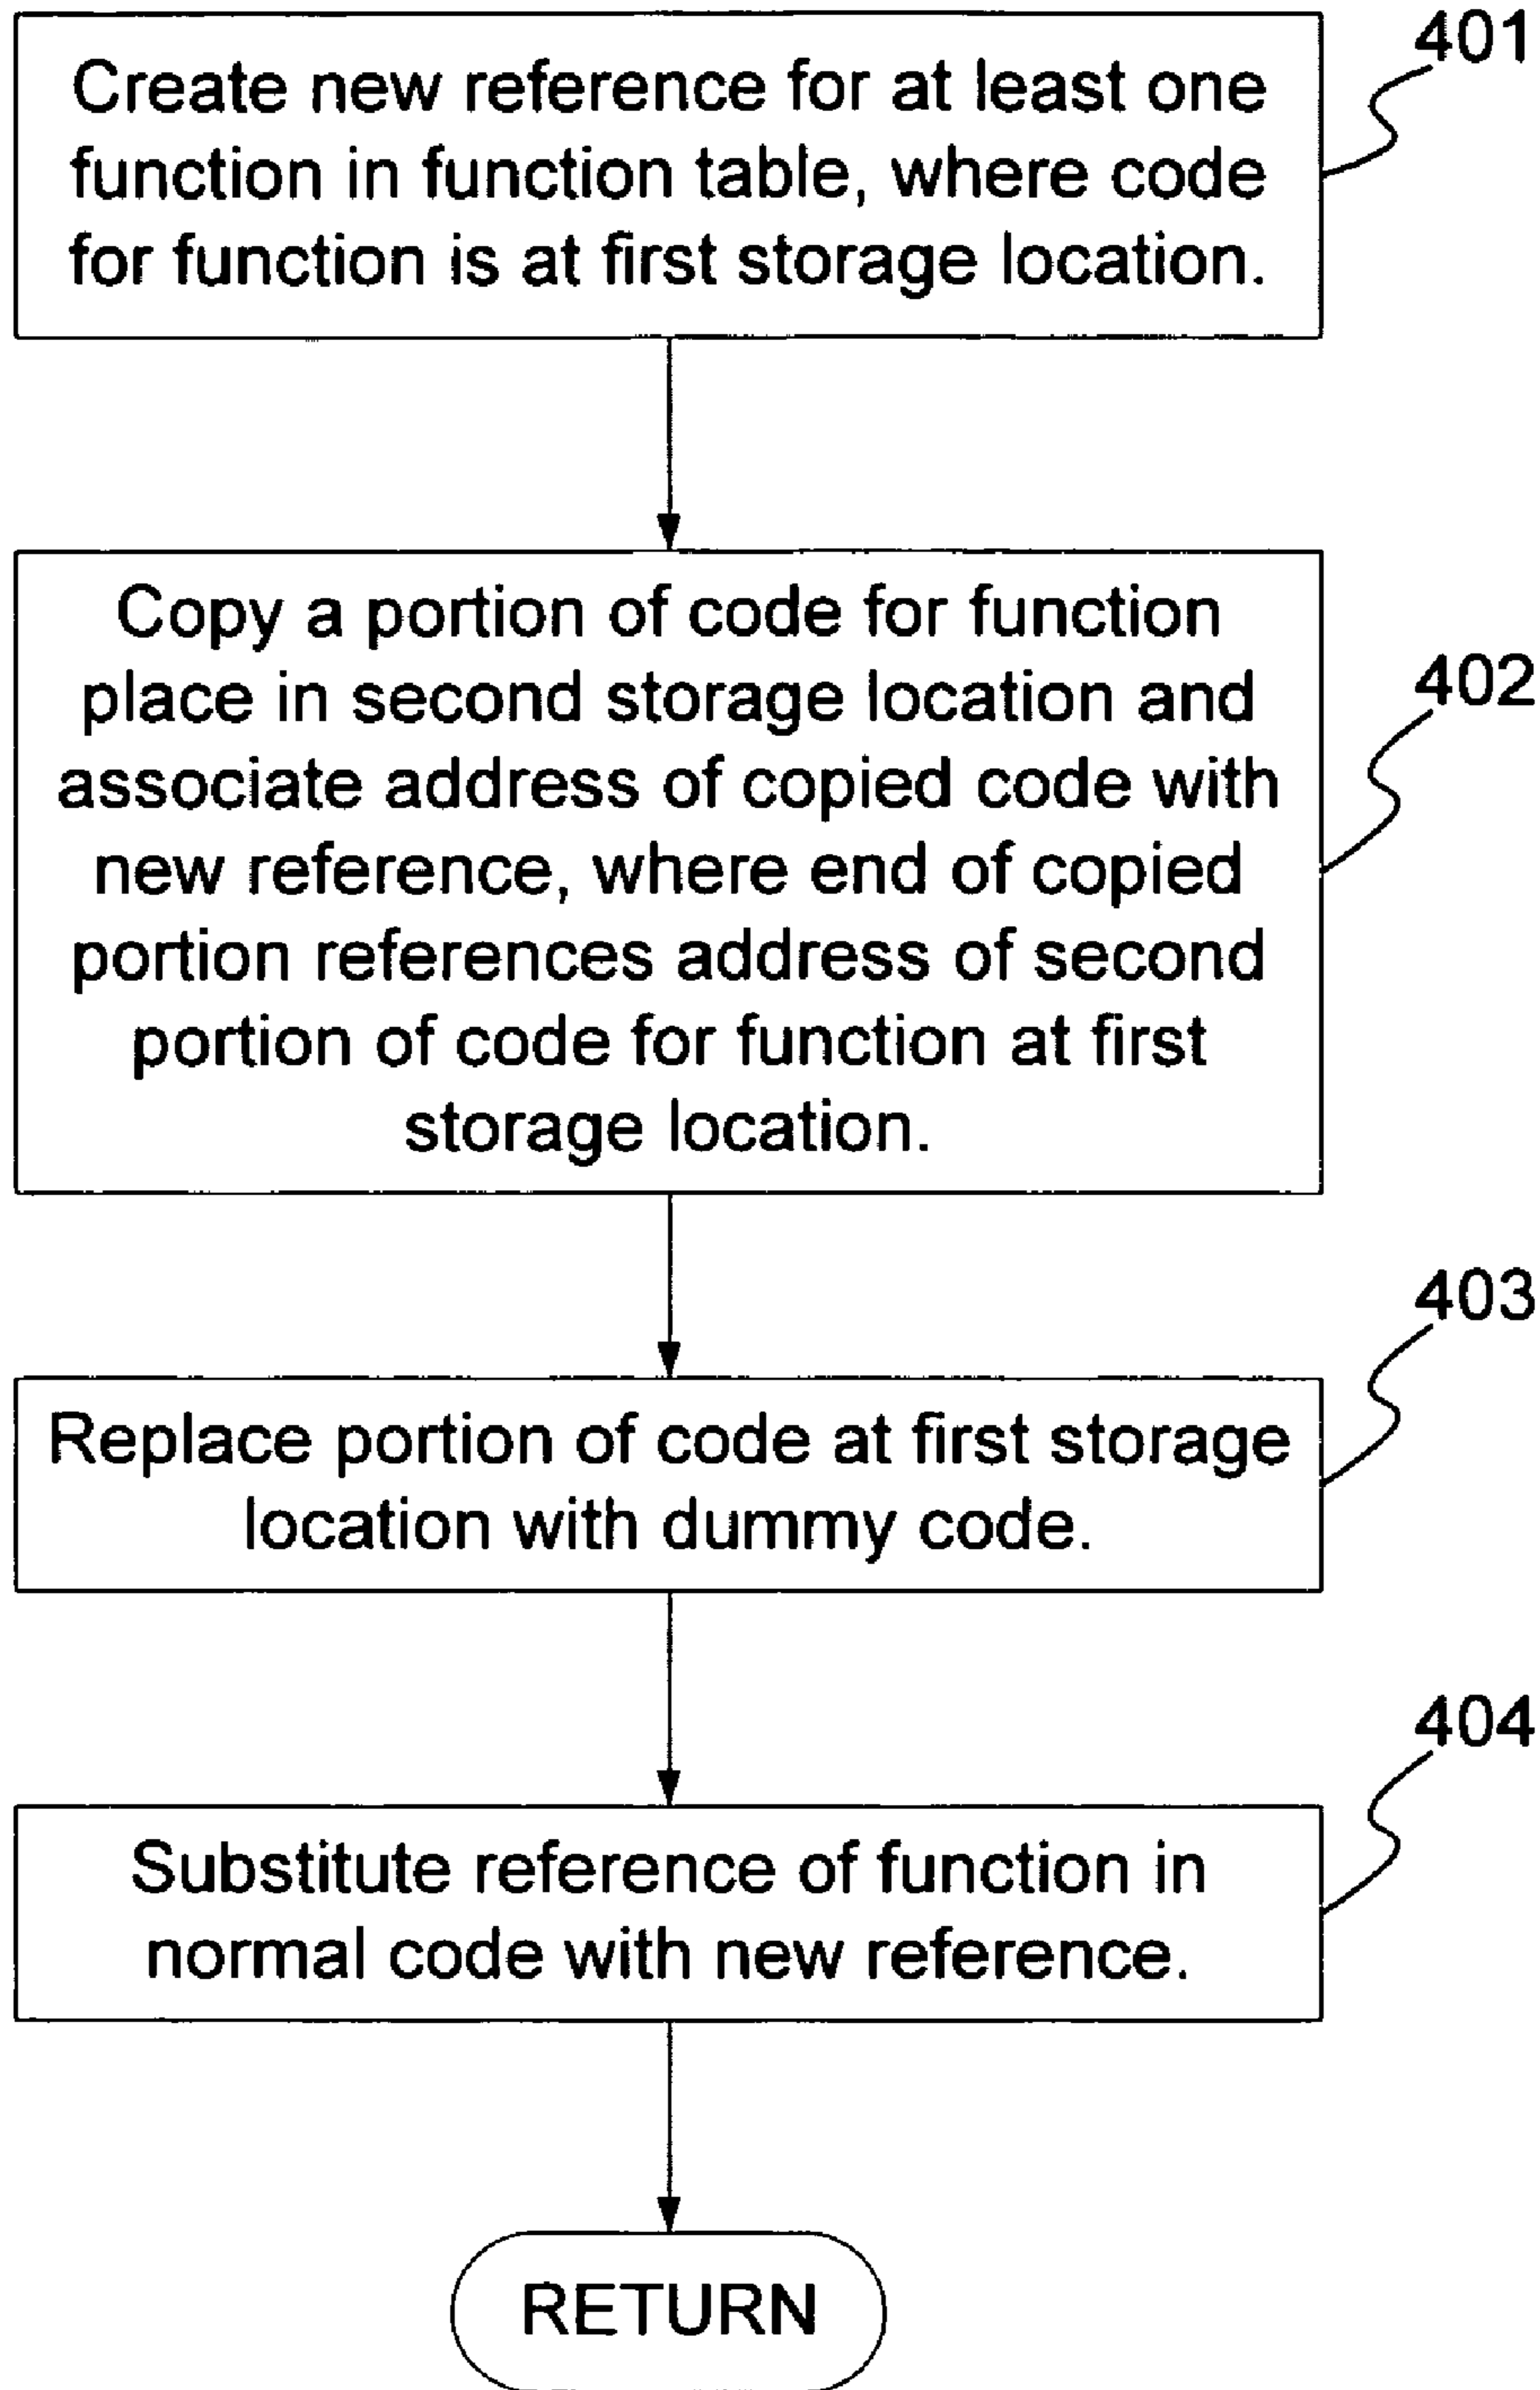 401
Create new reference for at least one
function in function table, where code
for function is at first storage location.
402
Copy a portion of code for function
place in second storage location and
associate address of copied code with
new reference, where end of copied
portion references address of second
portion of code for function at first
storage location.
403
Replace portion of code at first storage
location with dummy code.
404
Substitute reference of function in
normal code with new reference.
RETURN